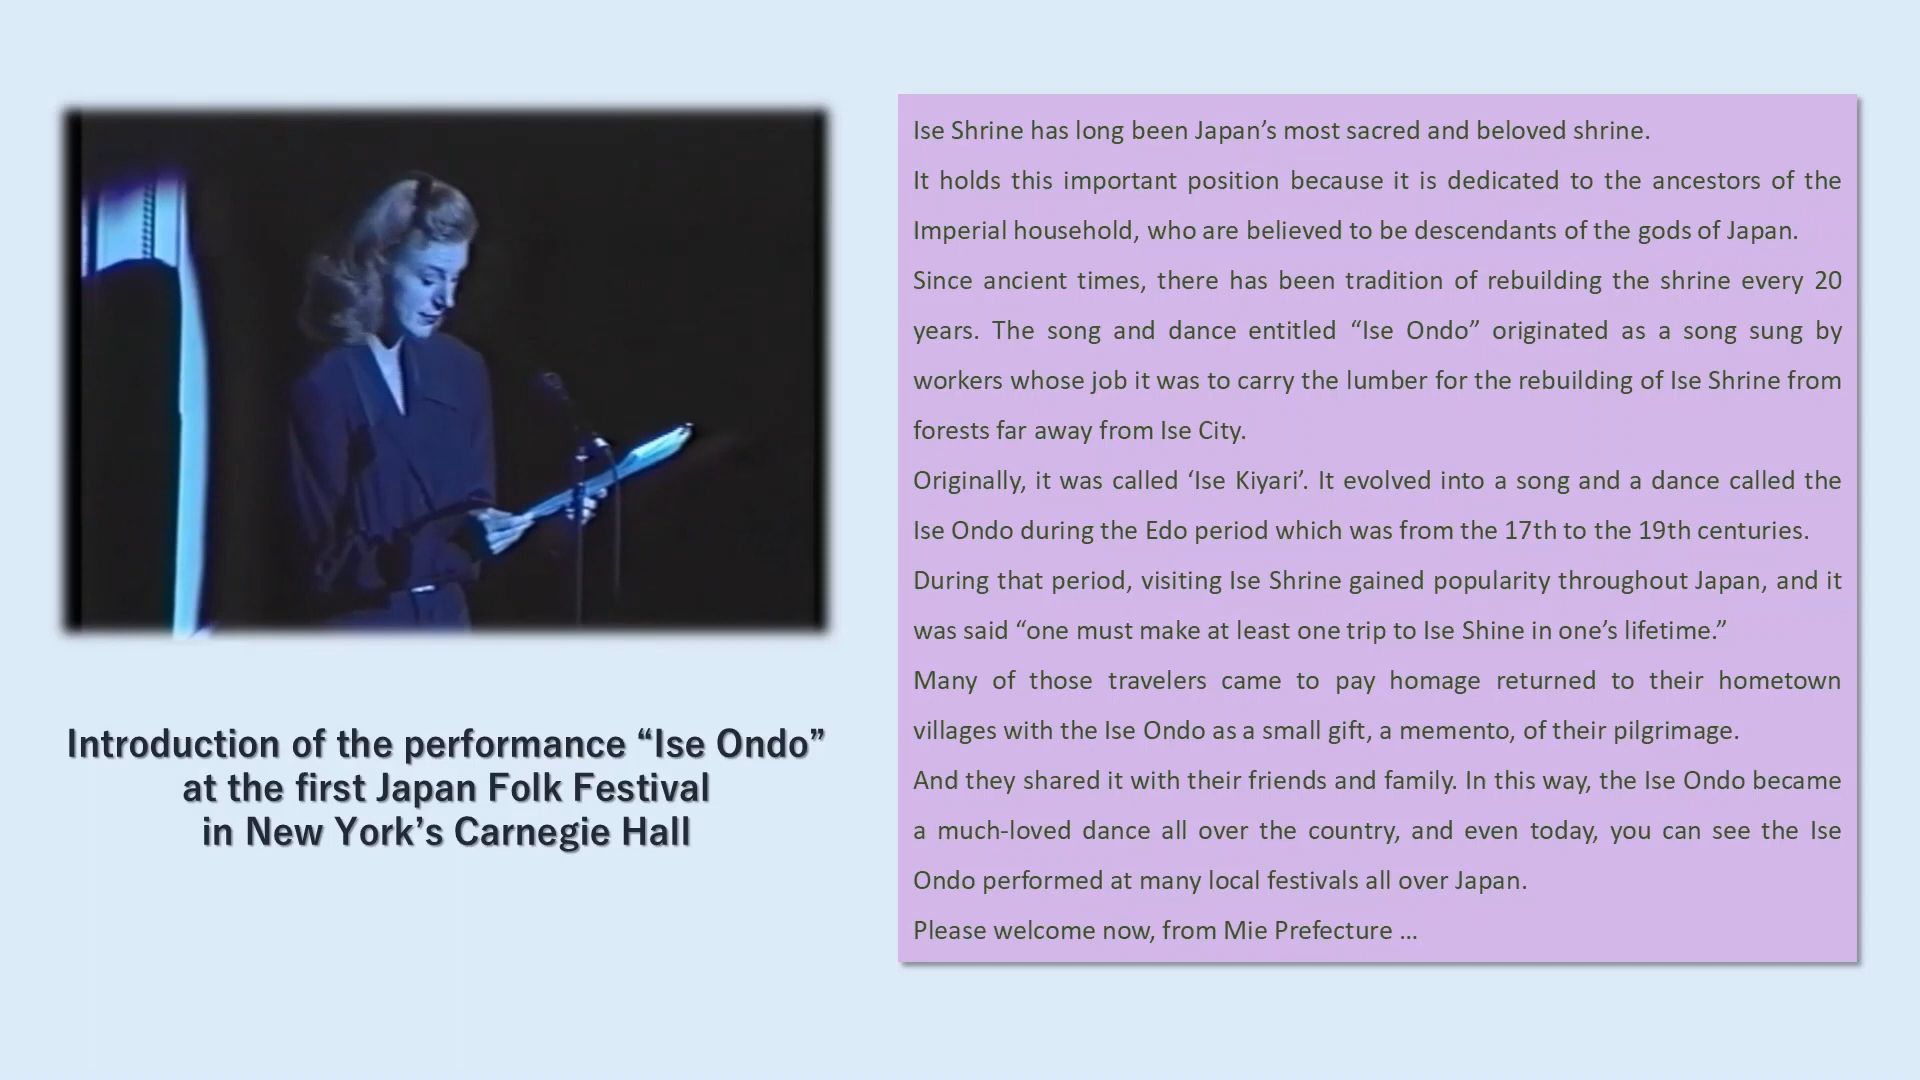 Introduction of the performance “Ise Ondo”
at the first Japan Folk Festival
in New York’s Carnegie Hall
Ise Shrine has long been Japan’s most sacred and beloved shrine.
It holds this important position because it is dedicated to the ancestors of the
Imperial household, who are believed to be descendants of the gods of Japan.
Since ancient times, there has been tradition of rebuilding the shrine every 20
years. The song and dance entitled “Ise Ondo” originated as a song sung by
workers whose job it was to carry the lumber for the rebuilding of Ise Shrine from
forests far away from Ise City.
Originally, it was called ‘Ise Kiyari’. It evolved into a song and a dance called the
Ise Ondo during the Edo period which was from the 17th to the 19th centuries.
During that period, visiting Ise Shrine gained popularity throughout Japan, and it
was said “one must make at least one trip to Ise Shine in one’s lifetime.”
Many of those travelers came to pay homage returned to their hometown
villages with the Ise Ondo as a small gift, a memento, of their pilgrimage.
And they shared it with their friends and family. In this way, the Ise Ondo became
a much-loved dance all over the country, and even today, you can see the Ise
Ondo performed at many local festivals all over Japan.
Please welcome now, from Mie Prefecture ...